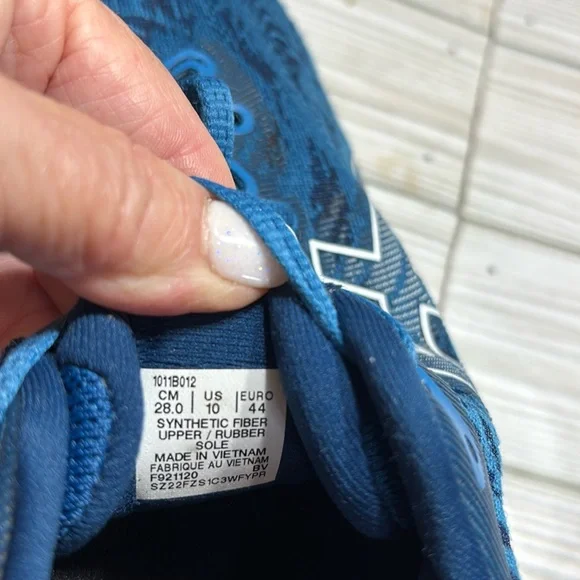 1011B012
CM | US | EURO
28.0 | 10 | 44
SYNTHETIC FIBER
UPPER / RUBBER
SOLE
MADE IN VIETNAM
FABRIQUE AU VIETNAM
F921120 BV
SZ22FZS1C3WFYPR